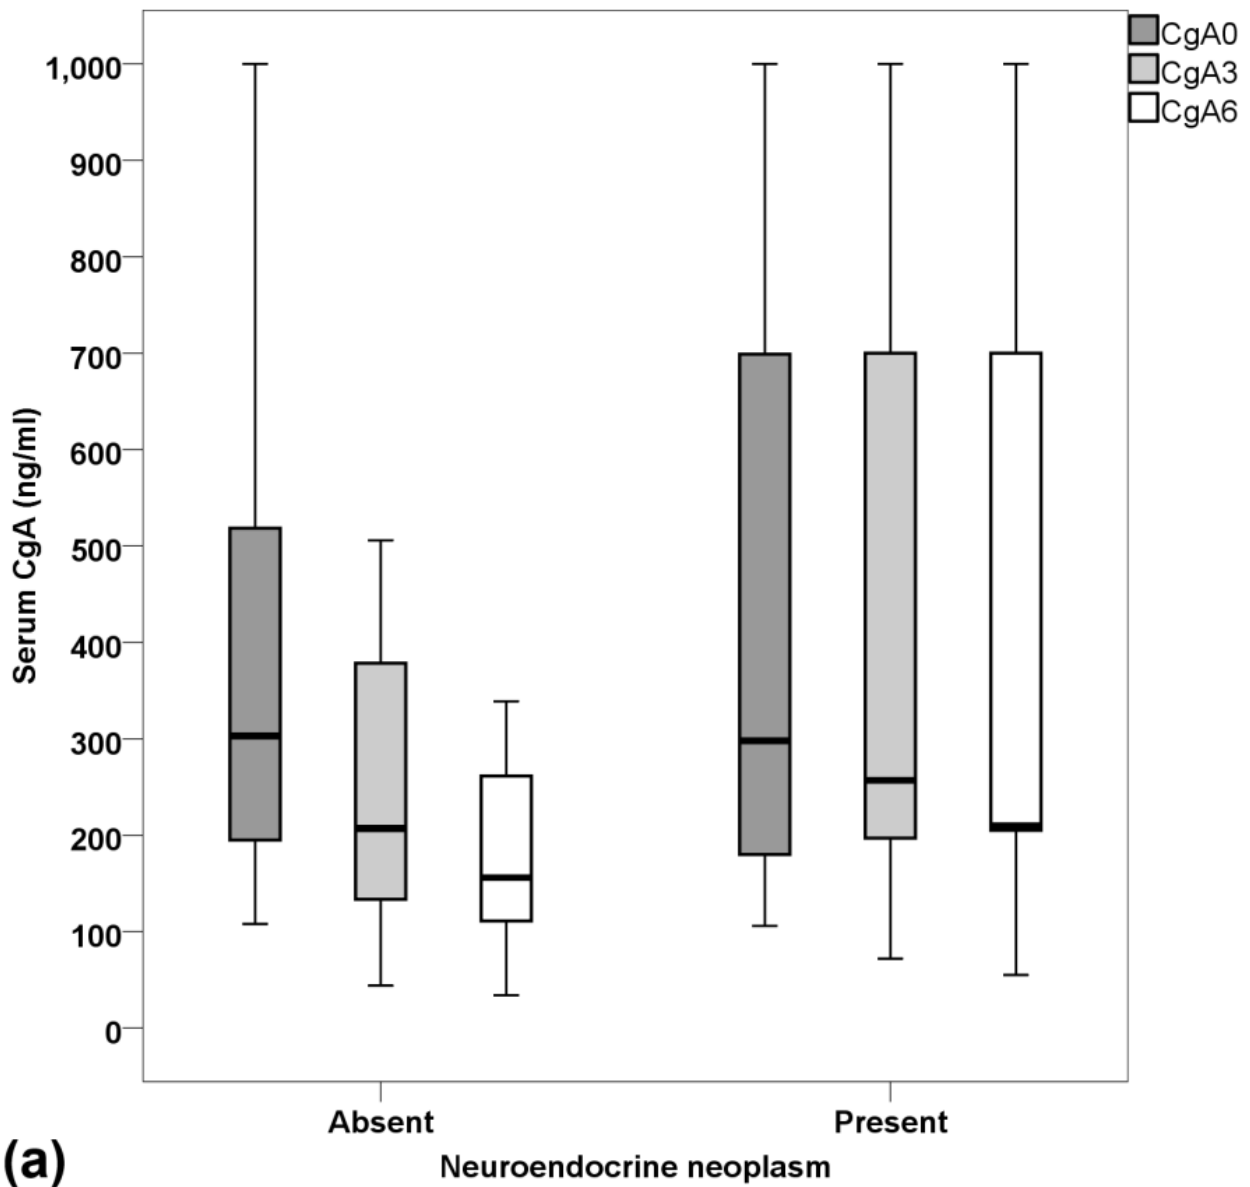 CgA0
CgA3
CgA6
1,000
900
800
700
600
500
400
300
200
100
0
Serum CgA (ng/ml)
Absent
Present
Neuroendocrine neoplasm
(a)